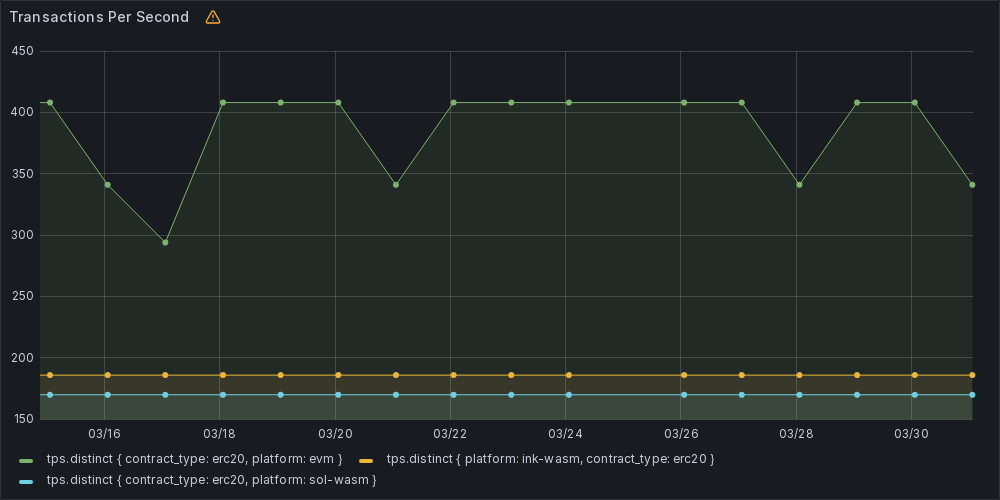 Transactions Per Second
450
400
350
300
250
200
150
03/16 03/18 03/20 03/22 03/24 03/26 03/28 03/30
tps.distinct { contract_type: erc20, platform: evm } tps.distinct { platform: ink-wasm, contract_type: erc20 }
tps.distinct { contract_type: erc20, platform: sol-wasm }